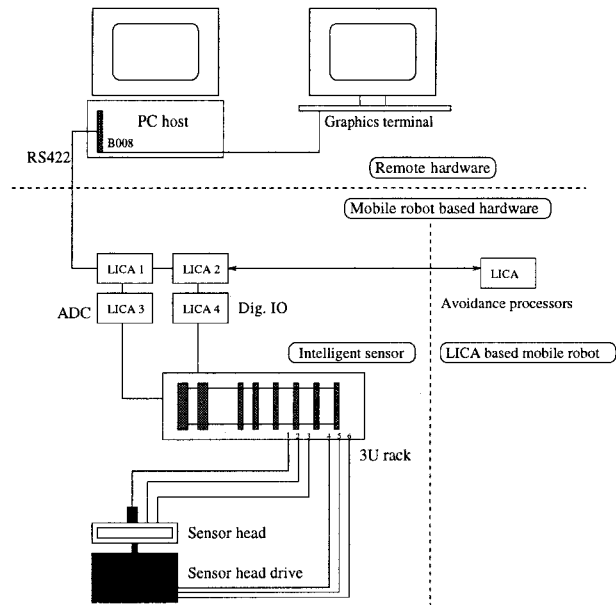 PC host
B008
Graphics terminal
RS422
Remote hardware
Mobile robot based hardware
LICA 1
LICA 2
LICA
ADC
LICA 3
LICA 4
Dig. IO
Avoidance processors
Intelligent sensor
LICA based mobile robot
1 2 3 4 5 6
3U rack
Sensor head
Sensor head drive